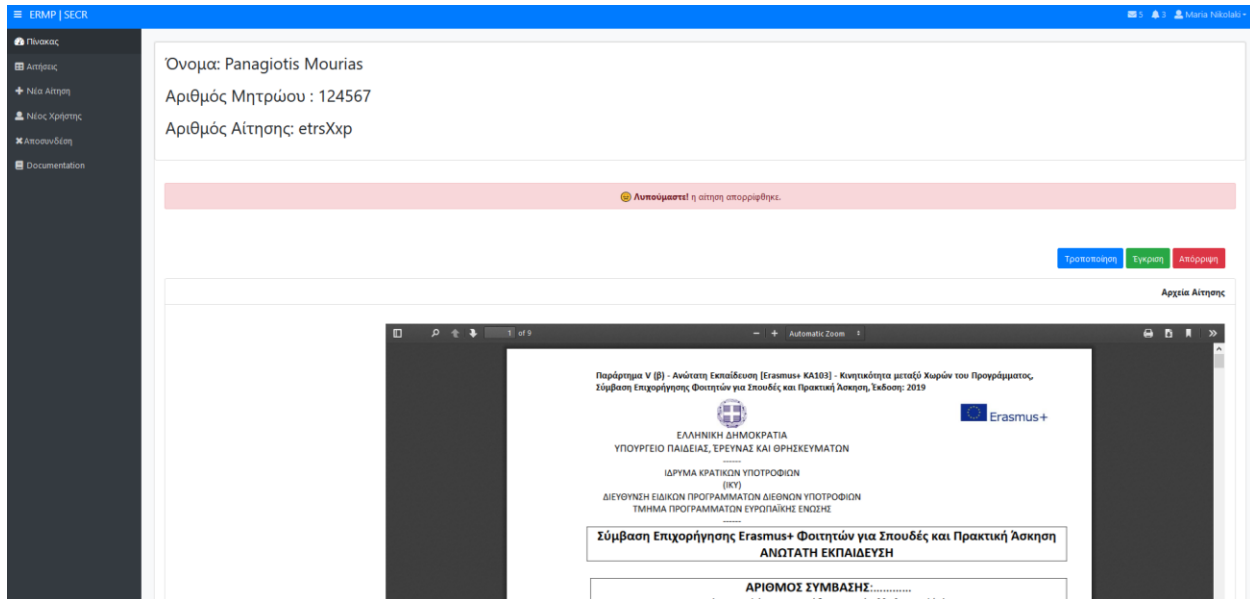 ERMP | SECR
5 3 Maria Nikolaki
Πίνακας
Αιτήσεις
Νέα Αίτηση
Νέος Χρήστης
Αποσυνδέση
Documentation
Όνομα: Panagiotis Mourias
Αριθμός Μητρώου : 124567
Αριθμός Αίτησης: etrsXxp
Λυπούμαστε! η αίτηση απορρίφθηκε.
Τροποποίηση Έγκριση Απόρριψη
Αρχεία Αίτησης
1 of 9 Automatic Zoom
Παράρτημα V (β) - Ανώτατη Εκπαίδευση [Erasmus+ KA103] - Κινητικότητα μεταξύ Χωρών του Προγράμματος,
Σύμβαση Επιχορήγησης Φοιτητών για Σπουδές και Πρακτική Άσκηση, Έκδοση: 2019
Erasmus+
ΕΛΛΗΝΙΚΗ ΔΗΜΟΚΡΑΤΙΑ
ΥΠΟΥΡΓΕΙΟ ΠΑΙΔΕΙΑΣ, ΈΡΕΥΝΑΣ ΚΑΙ ΘΡΗΣΚΕΥΜΑΤΩΝ
------
ΙΔΡΥΜΑ ΚΡΑΤΙΚΩΝ ΥΠΟΤΡΟΦΙΩΝ
(ΙΚΥ)
ΔΙΕΥΘΥΝΣΗ ΕΙΔΙΚΩΝ ΠΡΟΓΡΑΜΜΑΤΩΝ ΔΙΕΘΝΩΝ ΥΠΟΤΡΟΦΙΩΝ
ΤΜΗΜΑ ΠΡΟΓΡΑΜΜΑΤΩΝ ΕΥΡΩΠΑΪΚΗΣ ΕΝΩΣΗΣ
------
Σύμβαση Επιχορήγησης Erasmus+ Φοιτητών για Σπουδές και Πρακτική Άσκηση
ΑΝΩΤΑΤΗ ΕΚΠΑΙΔΕΥΣΗ
ΑΡΙΘΜΟΣ ΣΥΜΒΑΣΗΣ:............